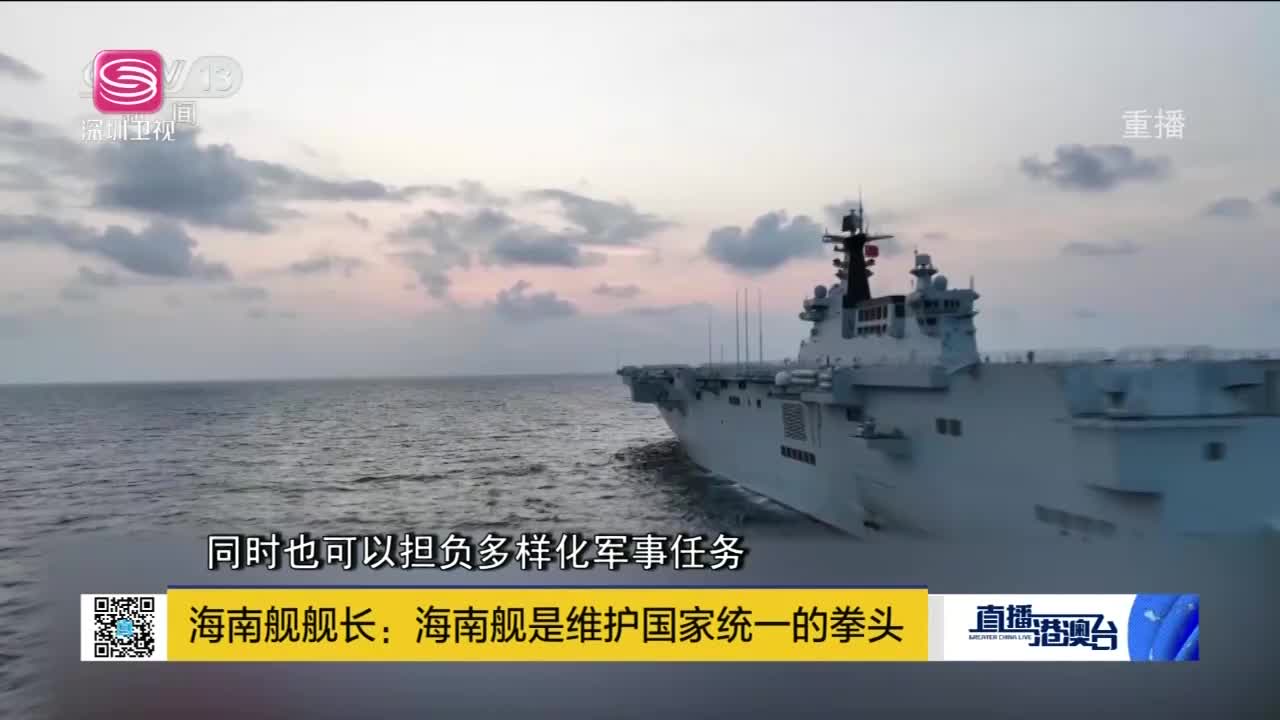 13
深圳卫视
重播
同时也可以担负多样化军事任务
海南舰舰长：海南舰是维护国家统一的拳头
直播港澳台
GREATER CHINA LIVE